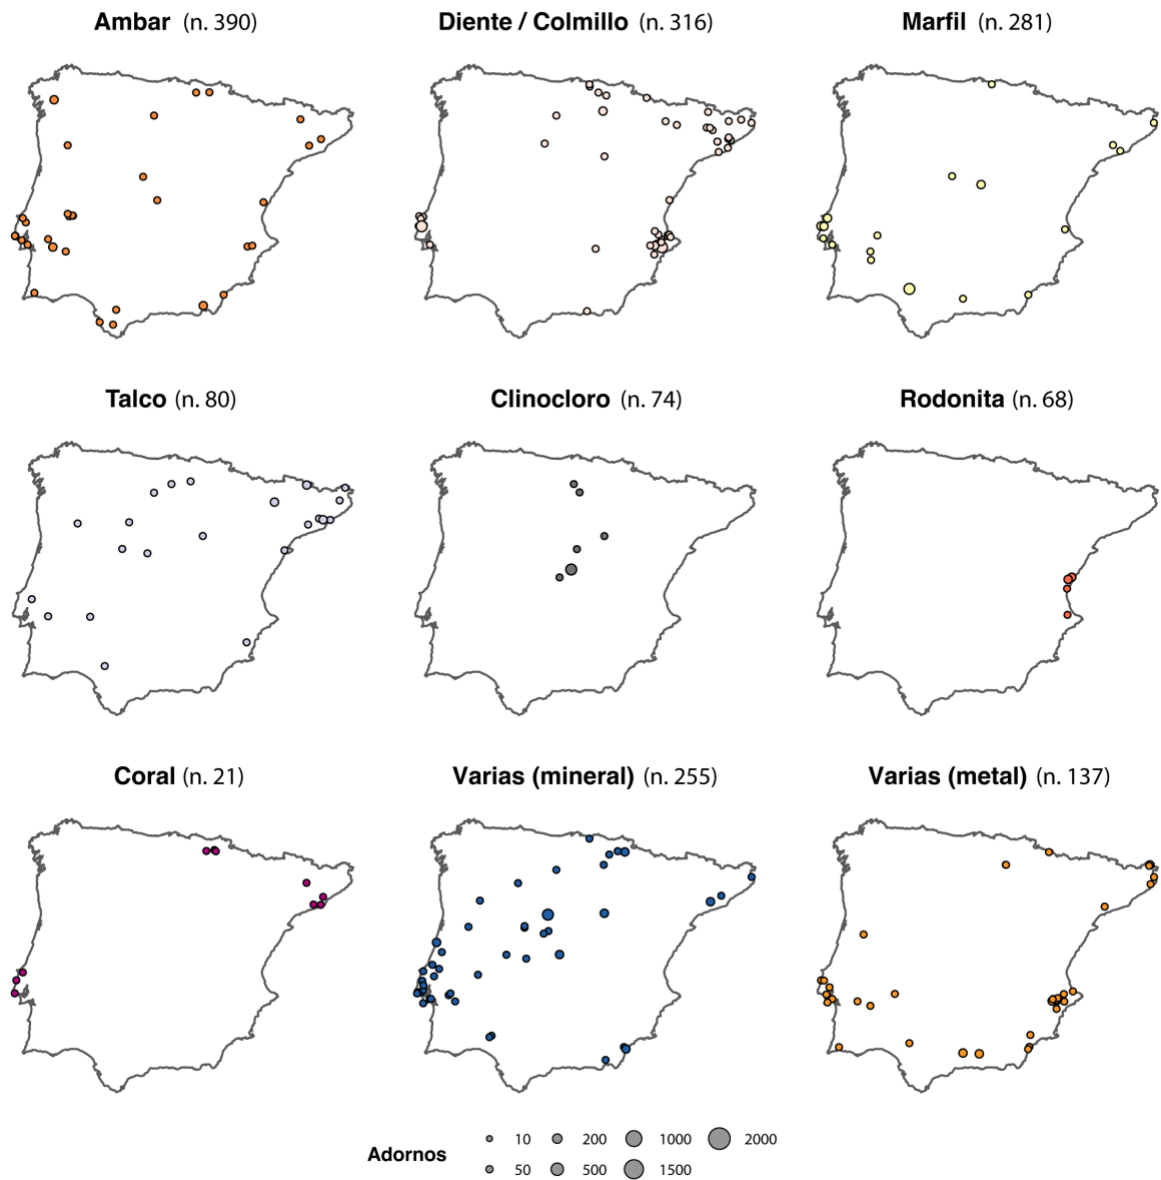 Ambar (n. 390)
Diente / Colmillo (n. 316)
Marfil (n. 281)
Talco (n. 80)
Clinocloro (n. 74)
Rodonita (n. 68)
Coral (n. 21)
Varias (mineral) (n. 255)
Varias (metal) (n. 137)
Adornos
10 200 1000 2000
50 500 1500